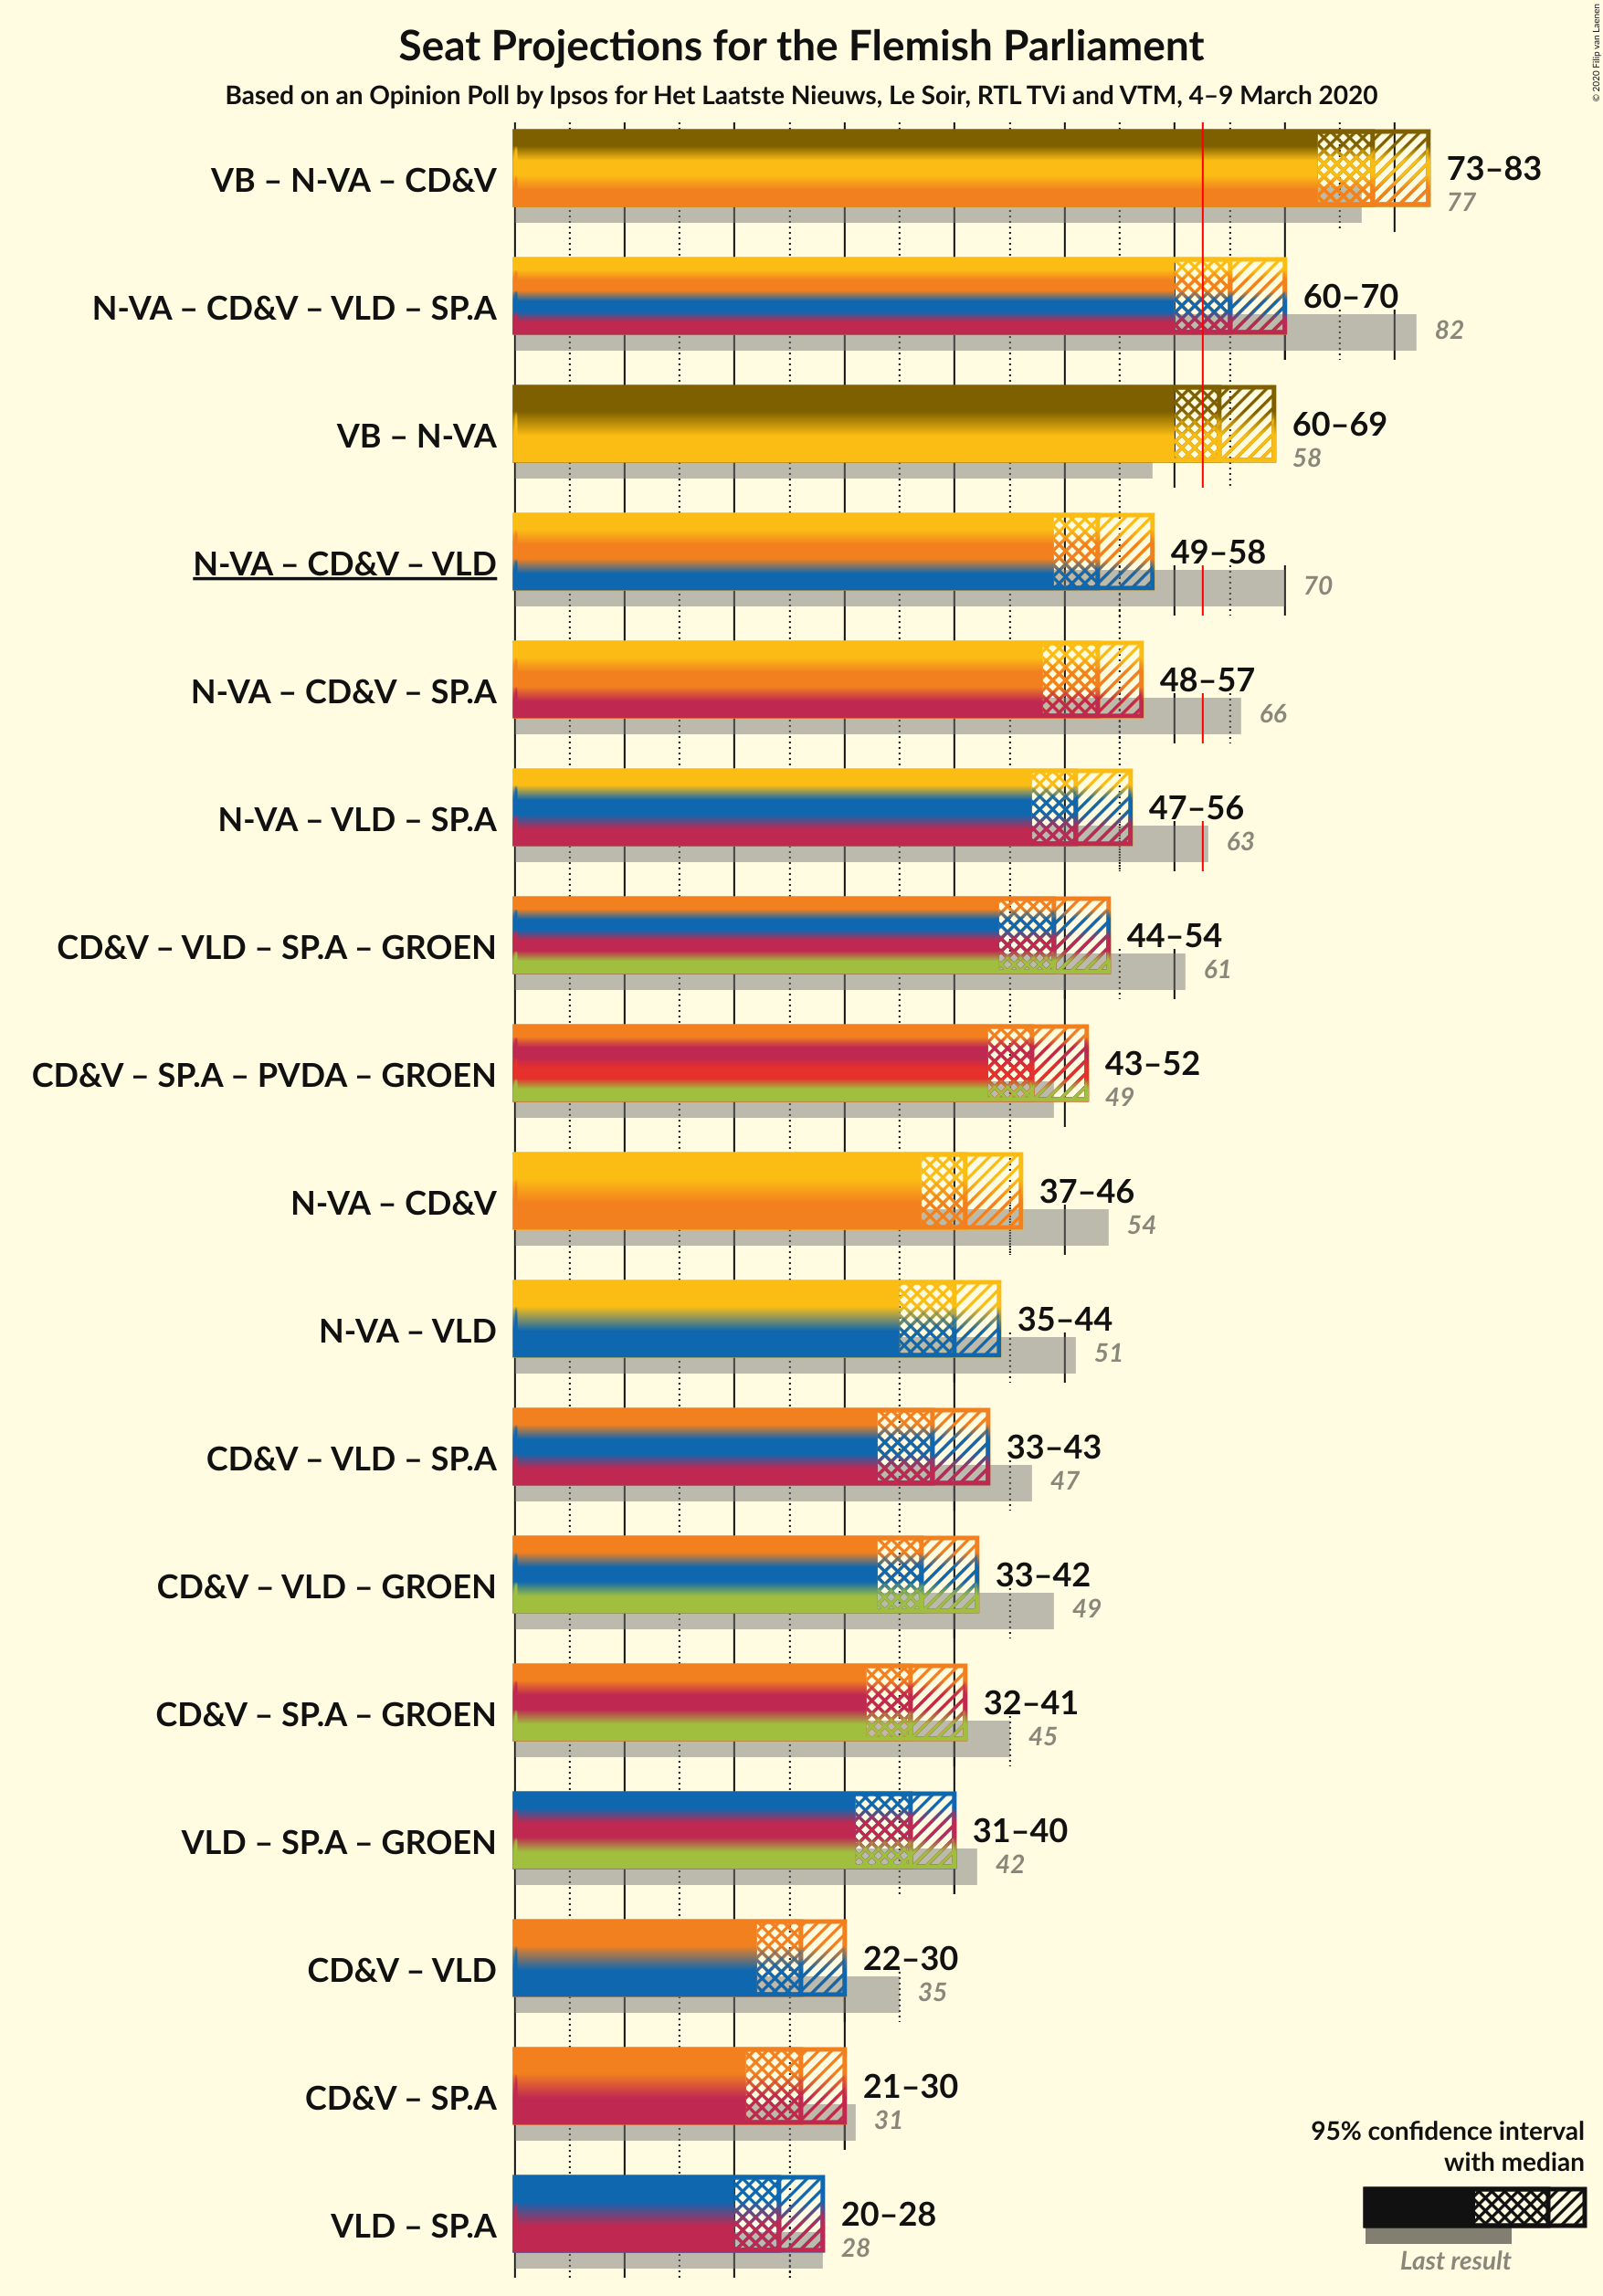 Seat Projections for the Flemish Parliament
Based on an Opinion Poll by Ipsos for Het Laatste Nieuws, Le Soir, RTL TVi and VTM, 4–9 March 2020
© 2020 Filip van Laenen
VB – N-VA – CD&V
73–83
77
N-VA – CD&V – VLD – SP.A
60–70
82
VB – N-VA
60–69
58
N-VA – CD&V – VLD
49–58
70
N-VA – CD&V – SP.A
48–57
66
N-VA – VLD – SP.A
47–56
63
CD&V – VLD – SP.A – GROEN
44–54
61
CD&V – SP.A – PVDA – GROEN
43–52
49
N-VA – CD&V
37–46
54
N-VA – VLD
35–44
51
CD&V – VLD – SP.A
33–43
47
CD&V – VLD – GROEN
33–42
49
CD&V – SP.A – GROEN
32–41
45
VLD – SP.A – GROEN
31–40
42
CD&V – VLD
22–30
35
CD&V – SP.A
21–30
31
VLD – SP.A
20–28
28
95% confidence interval
with median
Last result